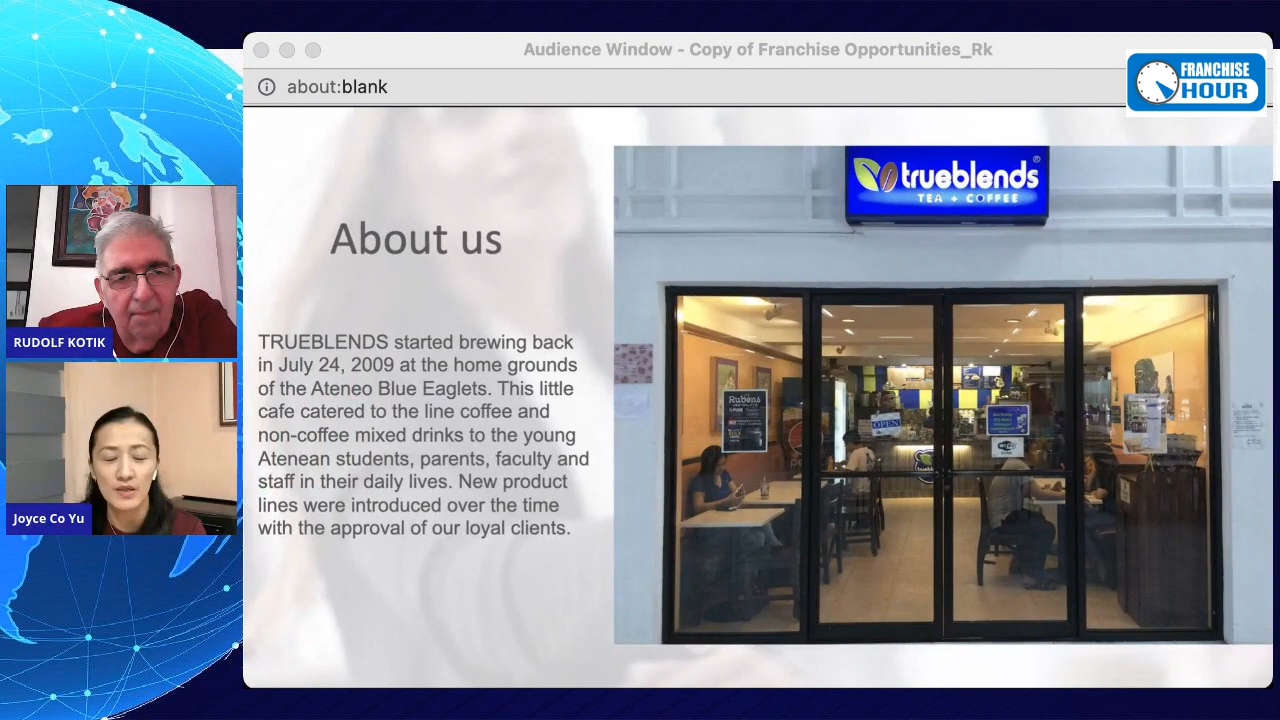 Audience Window - Copy of Franchise Opportunities_Rk
about:blank
FRANCHISE
HOUR
About us
TRUEBLENDS started brewing back
in July 24, 2009 at the home grounds
of the Ateneo Blue Eaglets. This little
cafe catered to the line coffee and
non-coffee mixed drinks to the young
Atenean students, parents, faculty and
staff in their daily lives. New product
lines were introduced over the time
with the approval of our loyal clients.
trueblends®
TEA + COFFEE
Rubens
OPEN
WiFi
RUDOLF KOTIK
Joyce Co Yu